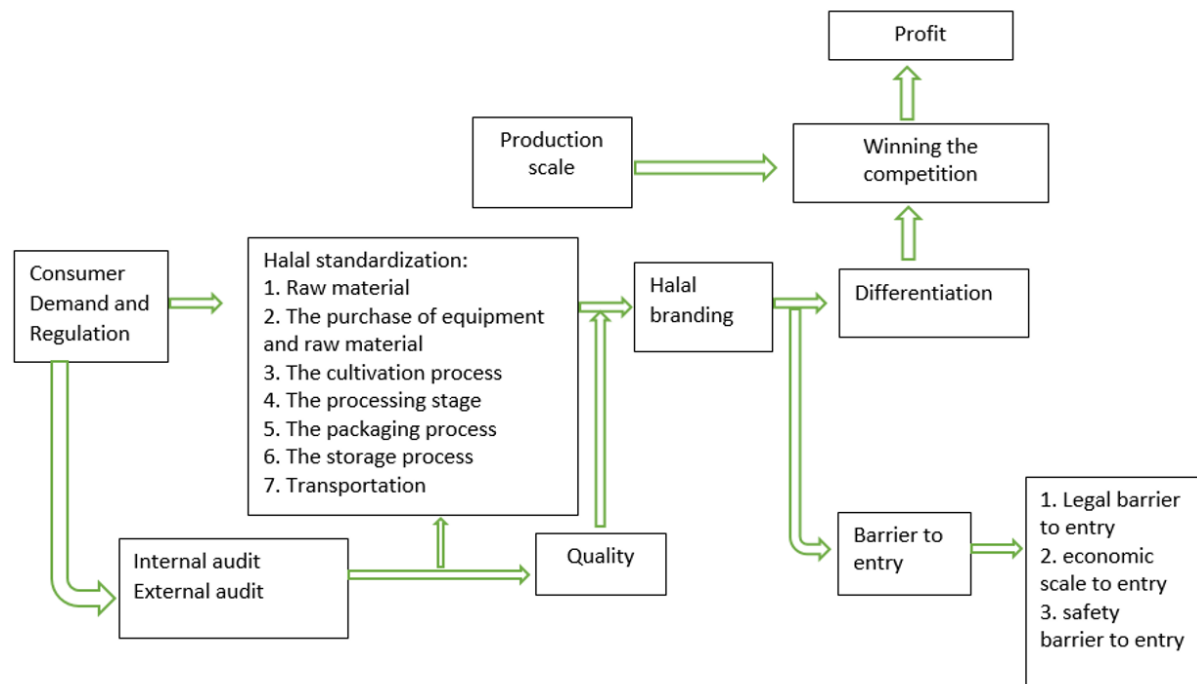 Profit
Production
scale
Winning the
competition
Consumer
Demand and
Regulation
Halal standardization:
1. Raw material
2. The purchase of equipment
and raw material
3. The cultivation process
4. The processing stage
5. The packaging process
6. The storage process
7. Transportation
Halal
branding
Differentiation
Internal audit
External audit
Quality
Barrier to
entry
1. Legal barrier
to entry
2. economic
scale to entry
3. safety
barrier to entry